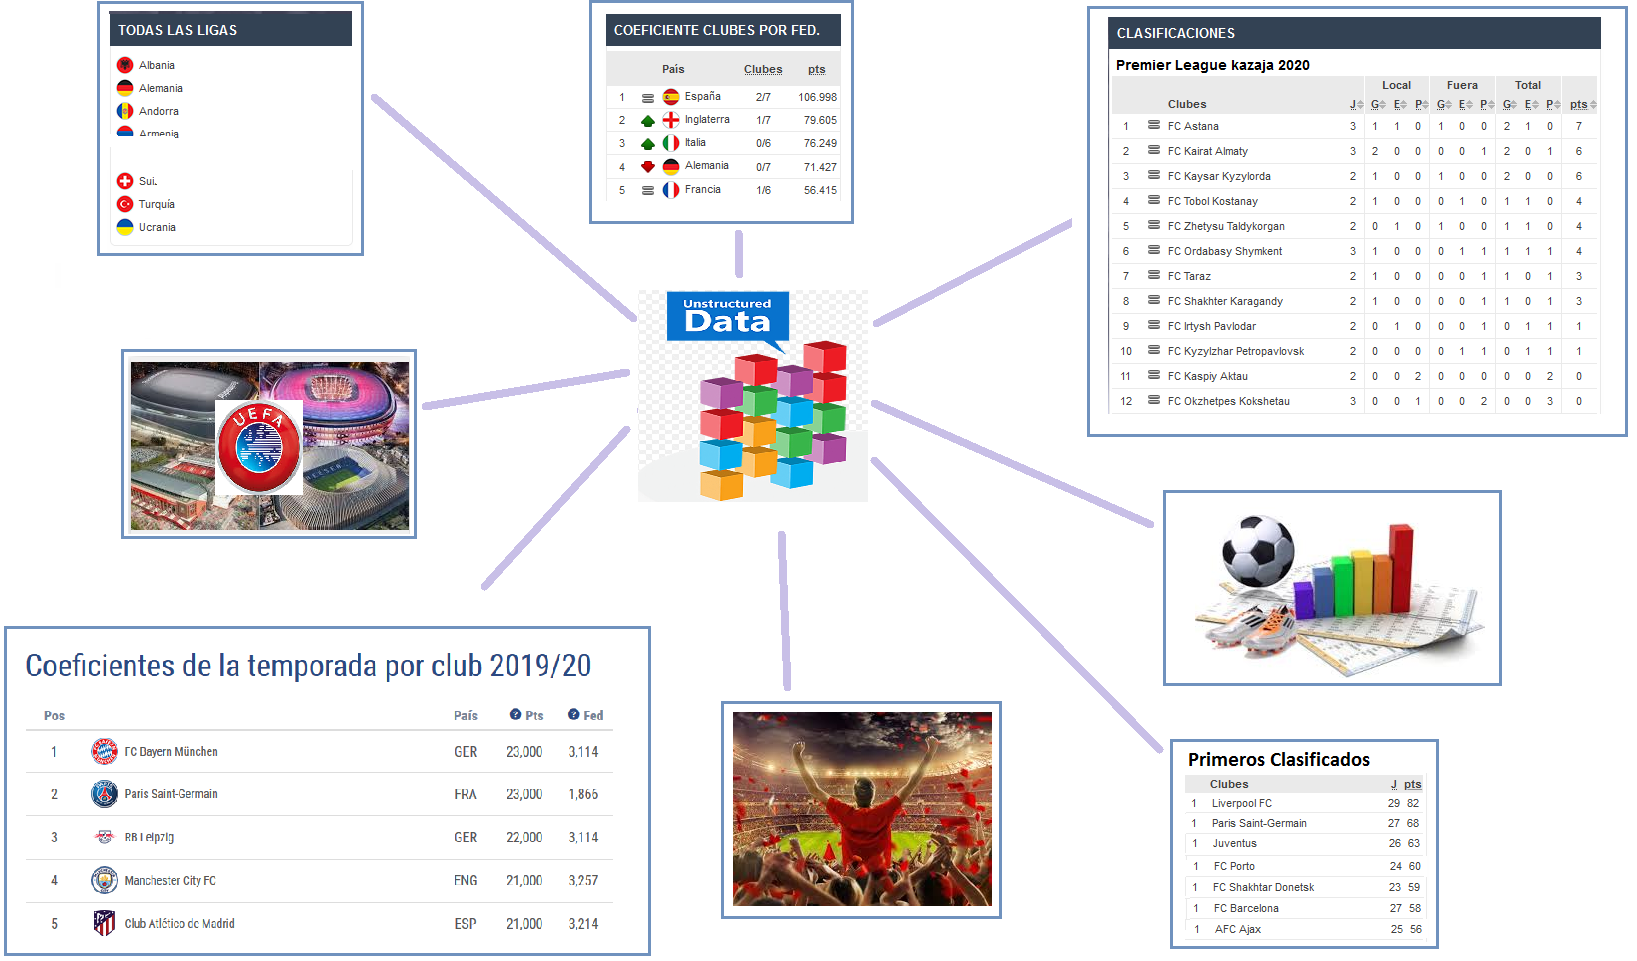 TODAS LAS LIGAS
Albania
Alemania
Andorra
Armenia
Sui.
Turquía
Ucrania
COEFICIENTE CLUBES POR FED.
País Clubes pts
1 España 2/7 106.998
2 Inglaterra 1/7 79.605
3 Italia 0/6 76.249
4 Alemania 0/7 71.427
5 Francia 1/6 56.415
CLASIFICACIONES
Premier League kazaja 2020
Local Fuera Total
Clubes J G E P G E P G E P pts
1 FC Astana 3 1 1 0 1 0 0 2 1 0 7
2 FC Kairat Almaty 3 2 0 0 0 0 1 2 0 1 6
3 FC Kaysar Kyzylorda 2 1 0 0 1 0 0 2 0 0 6
4 FC Tobol Kostanay 2 1 0 0 0 1 0 1 1 0 4
5 FC Zhetysu Taldykorgan 2 0 1 0 1 0 0 1 1 0 4
6 FC Ordabasy Shymkent 3 1 0 0 0 1 1 1 1 1 4
7 FC Taraz 2 1 0 0 0 0 1 1 0 1 3
8 FC Shakhter Karagandy 2 1 0 0 0 0 1 1 0 1 3
9 FC Irtysh Pavlodar 2 0 1 0 0 0 1 0 1 1 1
10 FC Kyzylzhar Petropavlovsk 2 0 0 0 0 1 1 0 1 1 1
11 FC Kaspiy Aktau 2 0 0 2 0 0 0 0 0 2 0
12 FC Okzhetpes Kokshetau 3 0 0 1 0 0 2 0 0 3 0
Unstructured
Data
UEFA
Coeficientes de la temporada por club 2019/20
Pos País Pts Fed
1 FC Bayern München GER 23,000 3,114
2 Paris Saint-Germain FRA 23,000 1,866
3 RB Leipzig GER 22,000 3,114
4 Manchester City FC ENG 21,000 3,257
5 Club Atlético de Madrid ESP 21,000 3,214
Primeros Clasificados
Clubes J pts
1 Liverpool FC 29 82
1 Paris Saint-Germain 27 68
1 Juventus 26 63
1 FC Porto 24 60
1 FC Shakhtar Donetsk 23 59
1 FC Barcelona 27 58
1 AFC Ajax 25 56